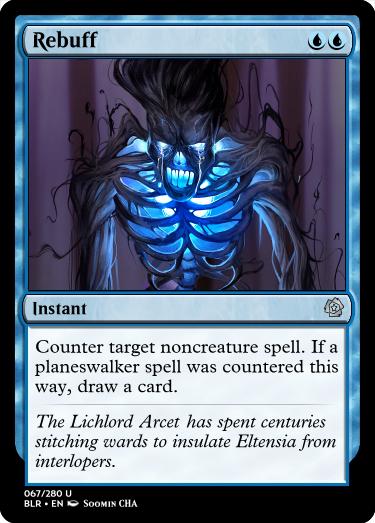 Rebuff
Instant
Counter target noncreature spell. If a
planeswalker spell was countered this
way, draw a card.
The Lichlord Arcet has spent centuries
stitching wards to insulate Eltensia from
interlopers.
067/280 U
BLR • EN Soomin Cha